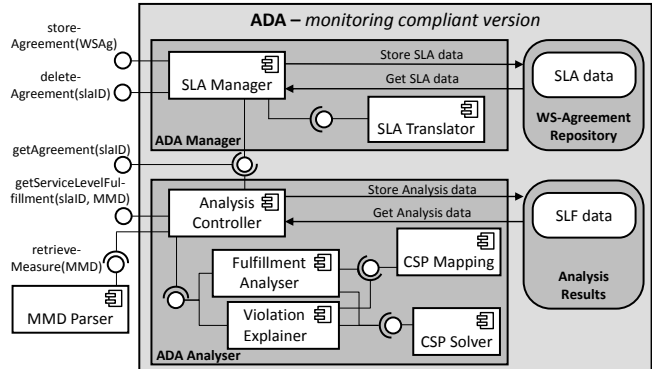 ADA – monitoring compliant version
store-
Agreement(WSAg)
delete-
Agreement(slaID)
SLA Manager
Store SLA data
Get SLA data
SLA Translator
ADA Manager
SLA data
WS-Agreement
Repository
getAgreement(slaID)
getServiceLevelFul-
fillment(slaID, MMD)
retrieve-
Measure(MMD)
MMD Parser
Analysis
Controller
Store Analysis data
Get Analysis data
Fulfillment
Analyser
Violation
Explainer
CSP Mapping
CSP Solver
ADA Analyser
SLF data
Analysis
Results